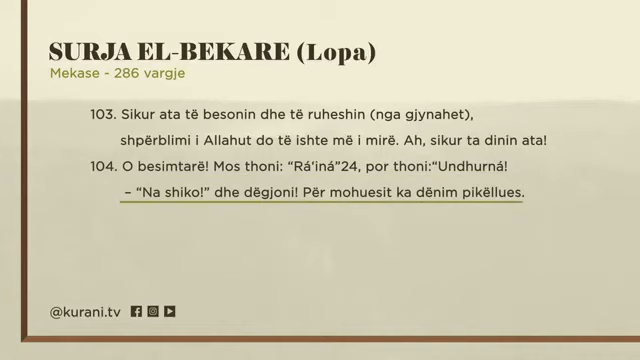 SURJA EL-BEKARE (Lopa)
Mekase - 286 vargje
103. Sikur ata të besonin dhe të ruheshin (nga gjynahet),
shpërblimi i Allahut do të ishte më i mirë. Ah, sikur ta dinin ata!
104. O besimtarë! Mos thoni: “Rá‘iná”24, por thoni:“Undhurná!
– “Na shiko!” dhe dëgjoni! Për mohuesit ka dënim pikëllues.
@kurani.tv